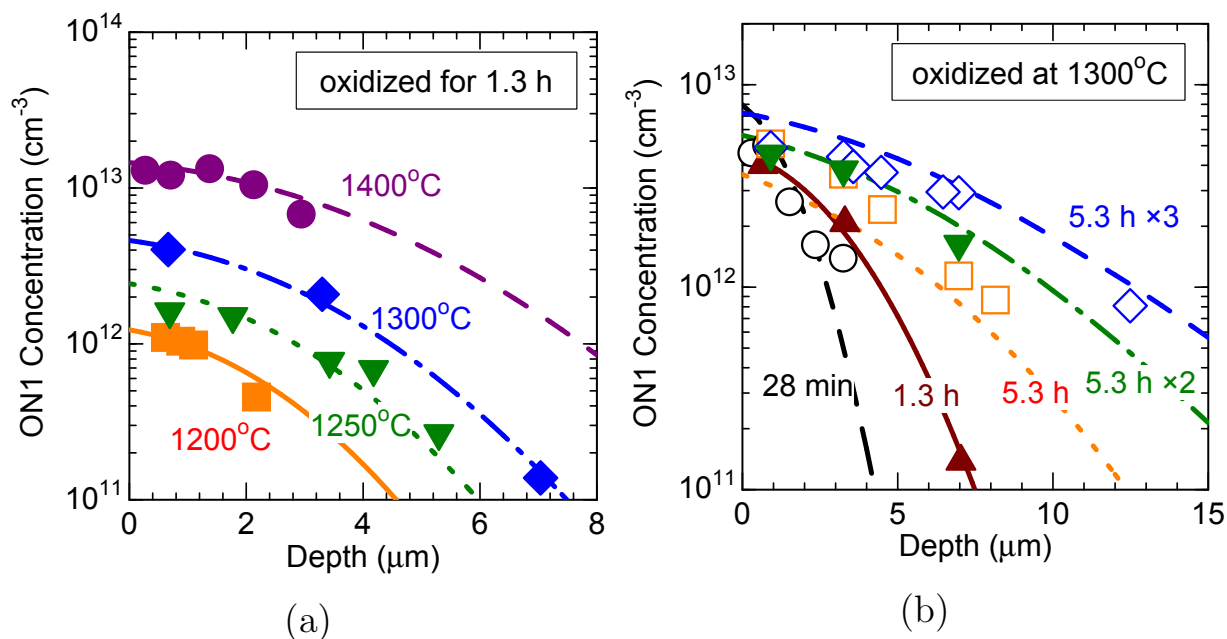 oxidized for 1.3 h
10^14
10^13
10^12
10^11
ON1 Concentration (cm^-3)
1400°C
1300°C
1250°C
1200°C
0 2 4 6 8
Depth (μm)
(a)
oxidized at 1300°C
10^13
10^12
10^11
ON1 Concentration (cm^-3)
5.3 h ×3
5.3 h ×2
28 min
1.3 h
5.3 h
0 5 10 15
Depth (μm)
(b)